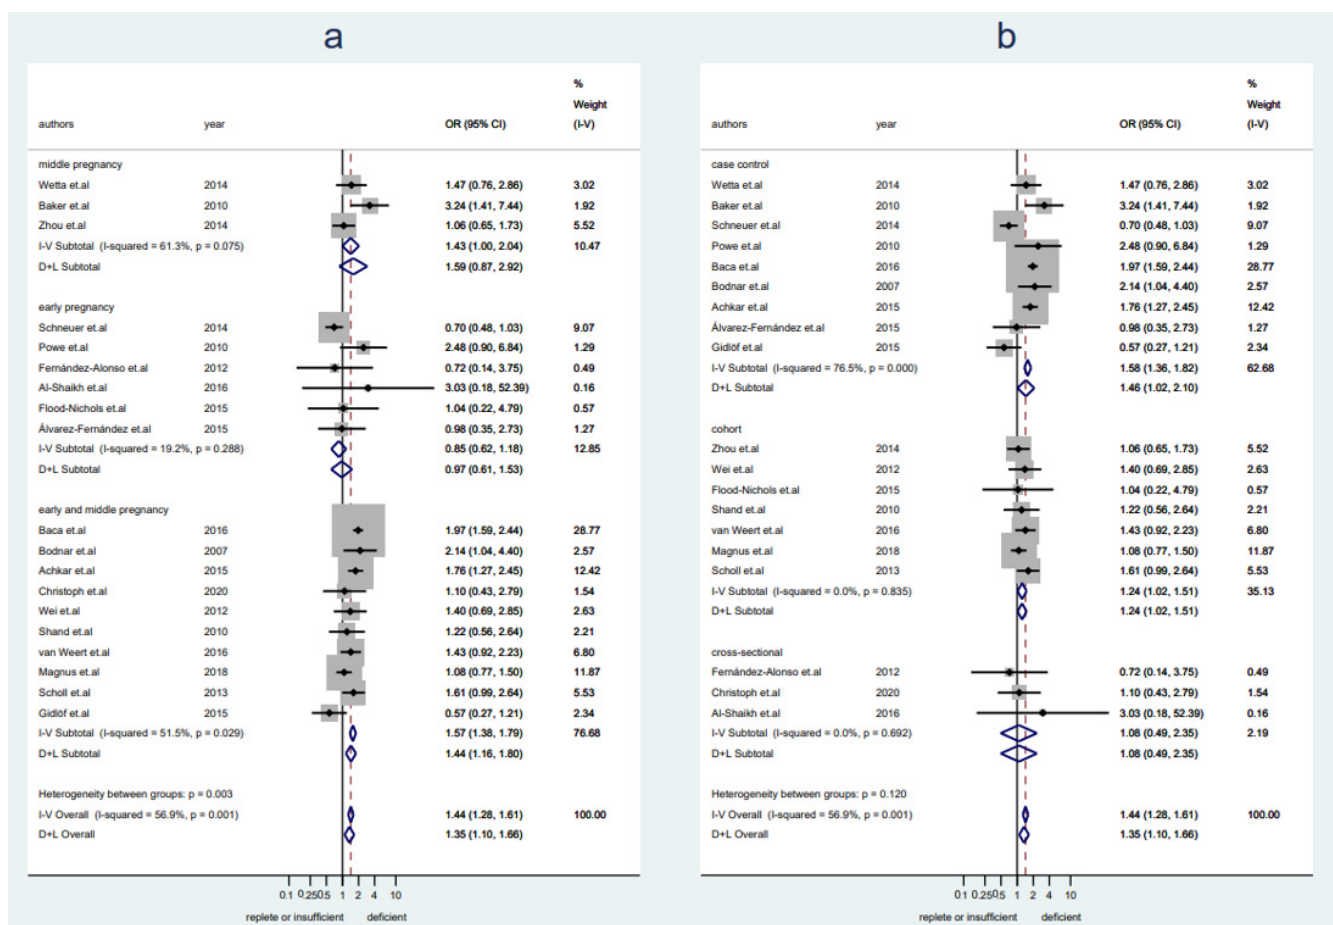 a
%
Weight
authors year OR (95% CI) (I-V)
middle pregnancy
Wetta et.al 2014 1.47 (0.76, 2.86) 3.02
Baker et.al 2010 3.24 (1.41, 7.44) 1.92
Zhou et.al 2014 1.06 (0.65, 1.73) 5.52
I-V Subtotal (I-squared = 61.3%, p = 0.075) 1.43 (1.00, 2.04) 10.47
D+L Subtotal 1.59 (0.87, 2.92)
early pregnancy
Schneuer et.al 2014 0.70 (0.48, 1.03) 9.07
Powe et.al 2010 2.48 (0.90, 6.84) 1.29
Fernández-Alonso et.al 2012 0.72 (0.14, 3.75) 0.49
Al-Shaikh et.al 2016 3.03 (0.18, 52.39) 0.16
Flood-Nichols et.al 2015 1.04 (0.22, 4.79) 0.57
Álvarez-Fernández et.al 2015 0.98 (0.35, 2.73) 1.27
I-V Subtotal (I-squared = 19.2%, p = 0.288) 0.85 (0.62, 1.18) 12.85
D+L Subtotal 0.97 (0.61, 1.53)
early and middle pregnancy
Baca et.al 2016 1.97 (1.59, 2.44) 28.77
Bodnar et.al 2007 2.14 (1.04, 4.40) 2.57
Achkar et.al 2015 1.76 (1.27, 2.45) 12.42
Christoph et.al 2020 1.10 (0.43, 2.79) 1.54
Wei et.al 2012 1.40 (0.69, 2.85) 2.63
Shand et.al 2010 1.22 (0.56, 2.64) 2.21
van Weert et.al 2016 1.43 (0.92, 2.23) 6.80
Magnus et.al 2018 1.08 (0.77, 1.50) 11.87
Scholl et.al 2013 1.61 (0.99, 2.64) 5.53
Gidlöf et.al 2015 0.57 (0.27, 1.21) 2.34
I-V Subtotal (I-squared = 51.5%, p = 0.029) 1.57 (1.38, 1.79) 76.68
D+L Subtotal 1.44 (1.16, 1.80)
Heterogeneity between groups: p = 0.003
I-V Overall (I-squared = 56.9%, p = 0.001) 1.44 (1.28, 1.61) 100.00
D+L Overall 1.35 (1.10, 1.66)
0.1 0.25 0.5 1 2 4 10
replete or insufficient deficient
b
%
Weight
authors year OR (95% CI) (I-V)
case control
Wetta et.al 2014 1.47 (0.76, 2.86) 3.02
Baker et.al 2010 3.24 (1.41, 7.44) 1.92
Schneuer et.al 2014 0.70 (0.48, 1.03) 9.07
Powe et.al 2010 2.48 (0.90, 6.84) 1.29
Baca et.al 2016 1.97 (1.59, 2.44) 28.77
Bodnar et.al 2007 2.14 (1.04, 4.40) 2.57
Achkar et.al 2015 1.76 (1.27, 2.45) 12.42
Álvarez-Fernández et.al 2015 0.98 (0.35, 2.73) 1.27
Gidlöf et.al 2015 0.57 (0.27, 1.21) 2.34
I-V Subtotal (I-squared = 76.5%, p = 0.000) 1.58 (1.36, 1.82) 62.68
D+L Subtotal 1.46 (1.02, 2.10)
cohort
Zhou et.al 2014 1.06 (0.65, 1.73) 5.52
Wei et.al 2012 1.40 (0.69, 2.85) 2.63
Flood-Nichols et.al 2015 1.04 (0.22, 4.79) 0.57
Shand et.al 2010 1.22 (0.56, 2.64) 2.21
van Weert et.al 2016 1.43 (0.92, 2.23) 6.80
Magnus et.al 2018 1.08 (0.77, 1.50) 11.87
Scholl et.al 2013 1.61 (0.99, 2.64) 5.53
I-V Subtotal (I-squared = 0.0%, p = 0.835) 1.24 (1.02, 1.51) 35.13
D+L Subtotal 1.24 (1.02, 1.51)
cross-sectional
Fernández-Alonso et.al 2012 0.72 (0.14, 3.75) 0.49
Christoph et.al 2020 1.10 (0.43, 2.79) 1.54
Al-Shaikh et.al 2016 3.03 (0.18, 52.39) 0.16
I-V Subtotal (I-squared = 0.0%, p = 0.692) 1.08 (0.49, 2.35) 2.19
D+L Subtotal 1.08 (0.49, 2.35)
Heterogeneity between groups: p = 0.120
I-V Overall (I-squared = 56.9%, p = 0.001) 1.44 (1.28, 1.61) 100.00
D+L Overall 1.35 (1.10, 1.66)
0.1 0.25 0.5 1 2 4 10
replete or insufficient deficient